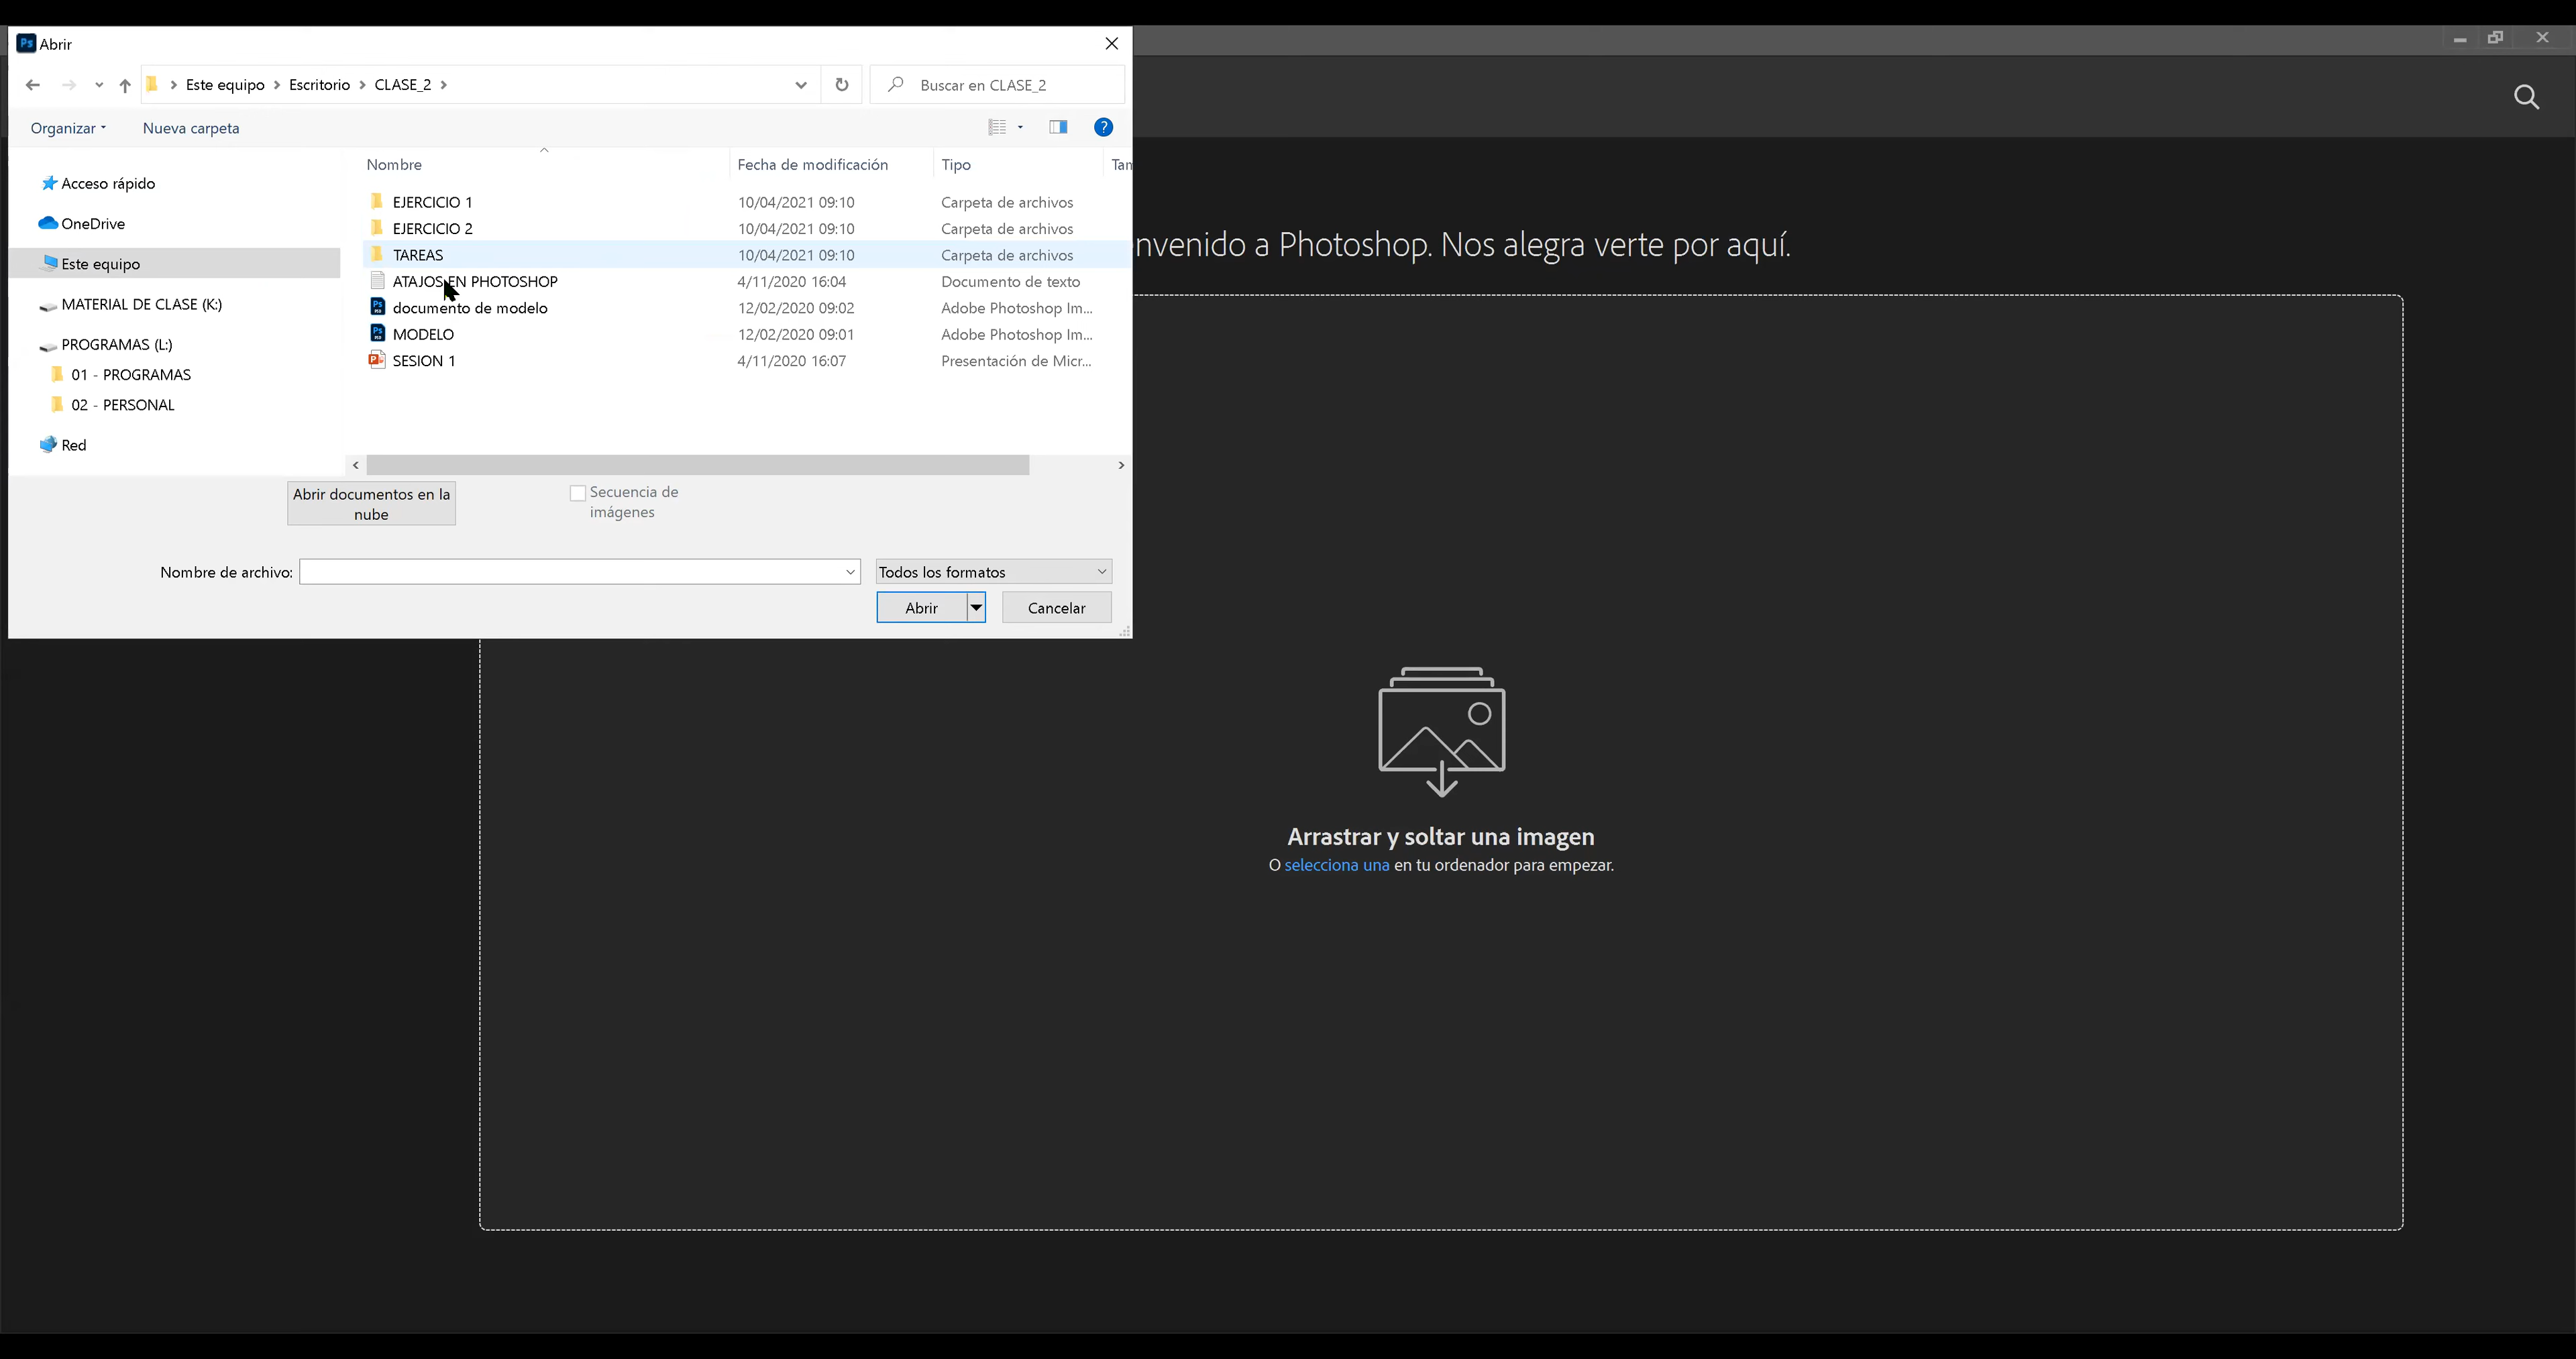 Ps Abrir
Este equipo > Escritorio > CLASE_2 >
Buscar en CLASE_2
Organizar
Nueva carpeta
?
Acceso rápido
OneDrive
Este equipo
MATERIAL DE CLASE (K:)
PROGRAMAS (L:)
01 - PROGRAMAS
02 - PERSONAL
Red
Nombre Fecha de modificación Tipo Tam
EJERCICIO 1 10/04/2021 09:10 Carpeta de archivos
EJERCICIO 2 10/04/2021 09:10 Carpeta de archivos
TAREAS 10/04/2021 09:10 Carpeta de archivos
ATAJOS EN PHOTOSHOP 4/11/2020 16:04 Documento de texto
documento de modelo 12/02/2020 09:02 Adobe Photoshop Im...
MODELO 12/02/2020 09:01 Adobe Photoshop Im...
SESION 1 4/11/2020 16:07 Presentación de Micr...
Abrir documentos en la
nube
Secuencia de
imágenes
Nombre de archivo:
Todos los formatos
Abrir
Cancelar
nvenido a Photoshop. Nos alegra verte por aquí.
Arrastrar y soltar una imagen
O selecciona una en tu ordenador para empezar.